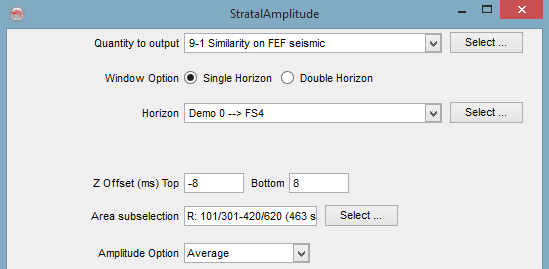 StratalAmplitude
Quantity to output 9-1 Similarity on FEF seismic Select ...
Window Option Single Horizon Double Horizon
Horizon Demo 0 --> FS4 Select ...
Z Offset (ms) Top -8 Bottom 8
Area subselection R: 101/301-420/620 (463 s Select ...
Amplitude Option Average